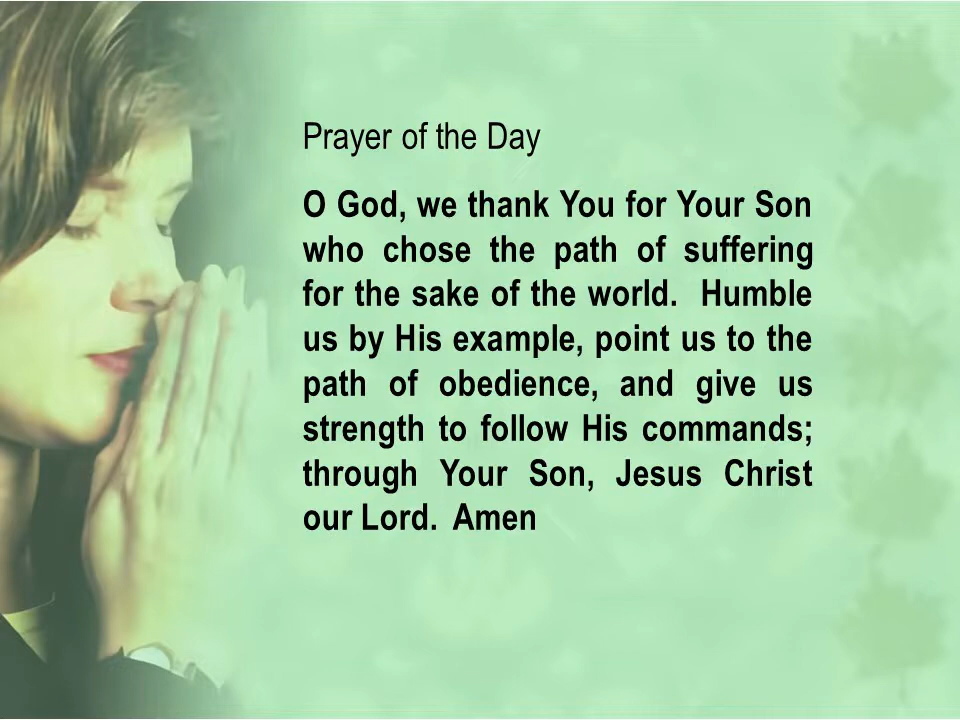 Prayer of the Day
O God, we thank You for Your Son
who chose the path of suffering
for the sake of the world.  Humble
us by His example, point us to the
path of obedience, and give us
strength to follow His commands;
through Your Son, Jesus Christ
our Lord.  Amen